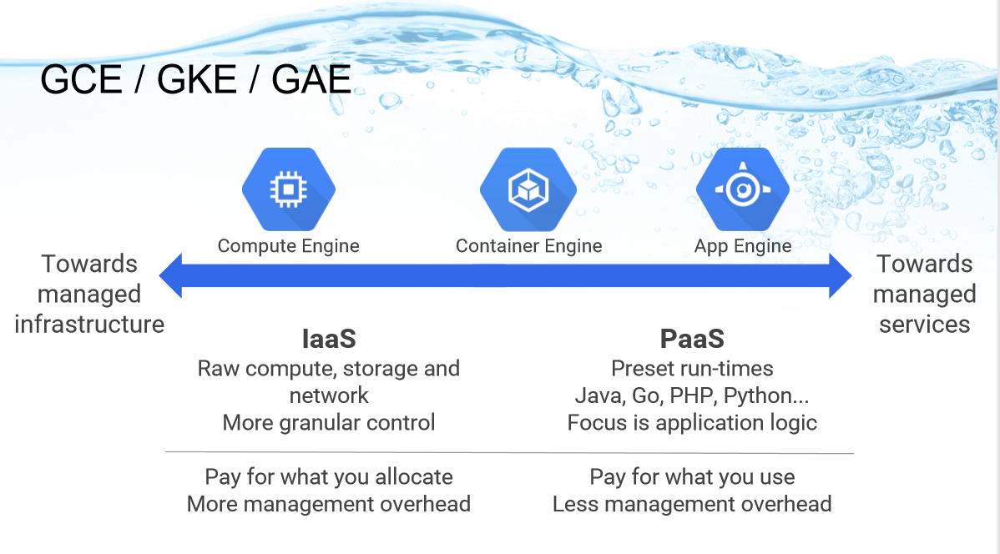 GCE / GKE / GAE
Compute Engine
Container Engine
App Engine
Towards
managed
infrastructure
Towards
managed
services
IaaS
Raw compute, storage and
network
More granular control
PaaS
Preset run-times
Java, Go, PHP, Python...
Focus is application logic
Pay for what you allocate
More management overhead
Pay for what you use
Less management overhead